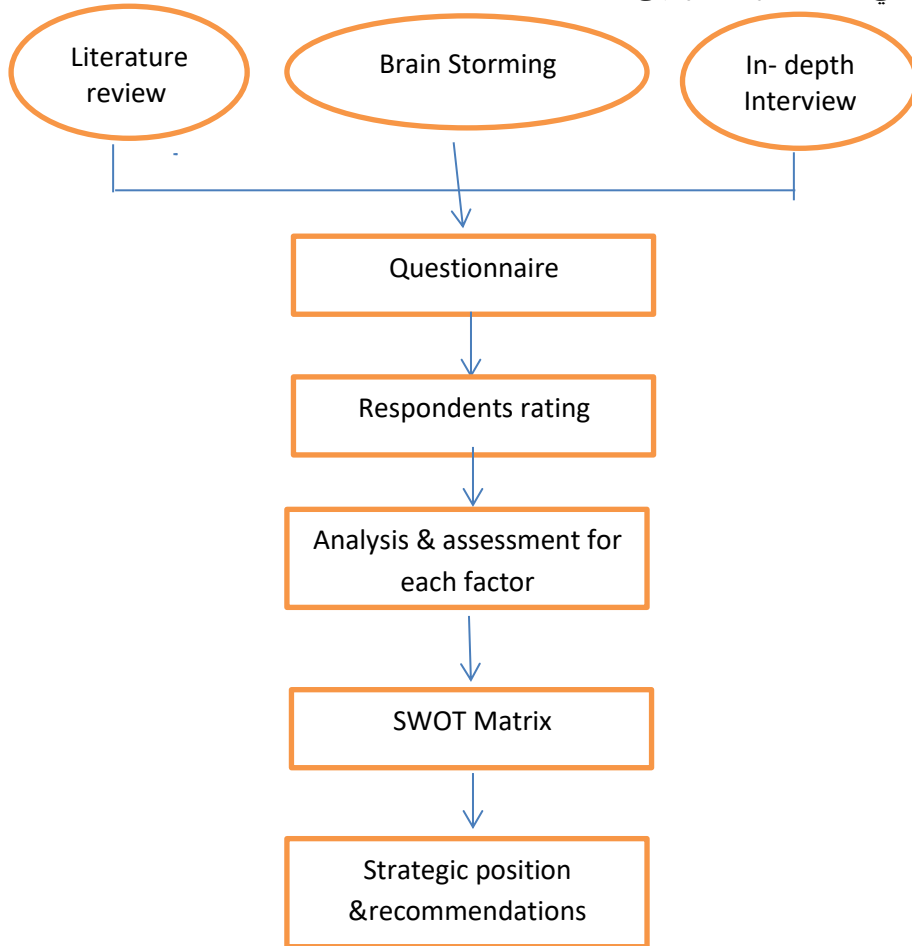 Literature
review
Brain Storming
In- depth
Interview
-
Questionnaire
Respondents rating
Analysis & assessment for
each factor
SWOT Matrix
Strategic position
&recommendations